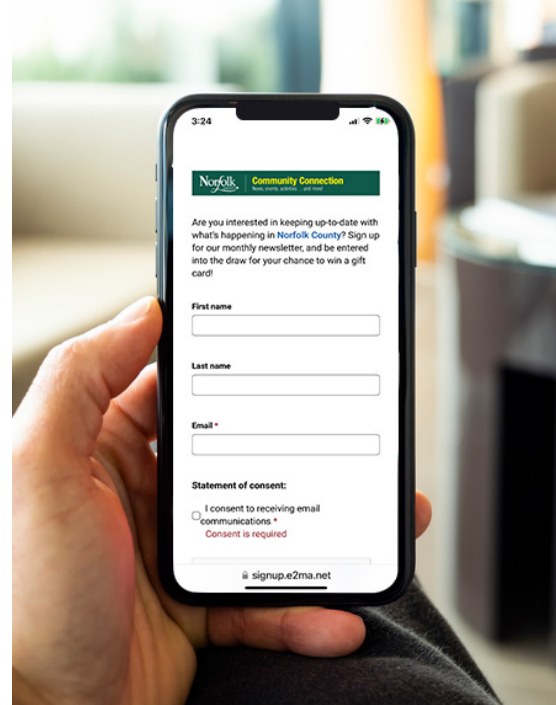 3:24
Norfolk.
Community Connection
News, events, activities ... and more!
Are you interested in keeping up-to-date with
what's happening in Norfolk County? Sign up
for our monthly newsletter, and be entered
into the draw for your chance to win a gift
card!
First name
Last name
Email *
Statement of consent:
I consent to receiving email
communications *
Consent is required
signup.e2ma.net